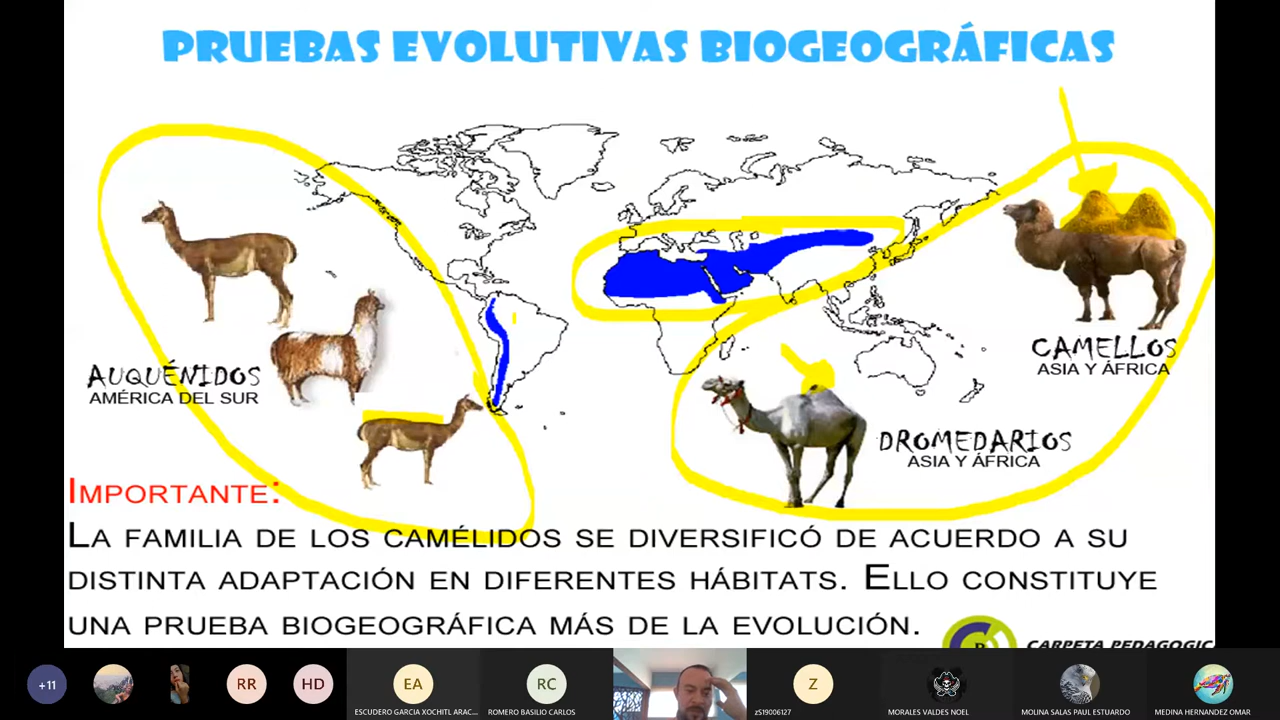 PRUEBAS EVOLUTIVAS BIOGEOGRÁFICAS
AUQUÉNIDOS
AMÉRICA DEL SUR
CAMELLOS
ASIA Y ÁFRICA
DROMEDARIOS
ASIA Y ÁFRICA
IMPORTANTE:
LA FAMILIA DE LOS CAMÉLIDOS SE DIVERSIFICÓ DE ACUERDO A SU
DISTINTA ADAPTACIÓN EN DIFERENTES HÁBITATS. ELLO CONSTITUYE
UNA PRUEBA BIOGEOGRÁFICA MÁS DE LA EVOLUCIÓN.
CARPETA PEDAGOGIC
+11
RR
HD
EA
RC
Z
ESCUDERO GARCIA XOCHITL ARAC...
ROMERO BASILIO CARLOS
zS19006127
MORALES VALDES NOEL
MOLINA SALAS PAUL ESTUARDO
MEDINA HERNANDEZ OMAR